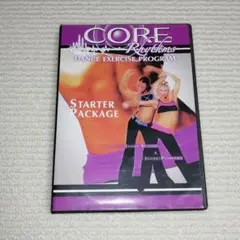 CORE
Rhythms
DANCE EXERCISE PROGRAM
STARTER
PACKAGE